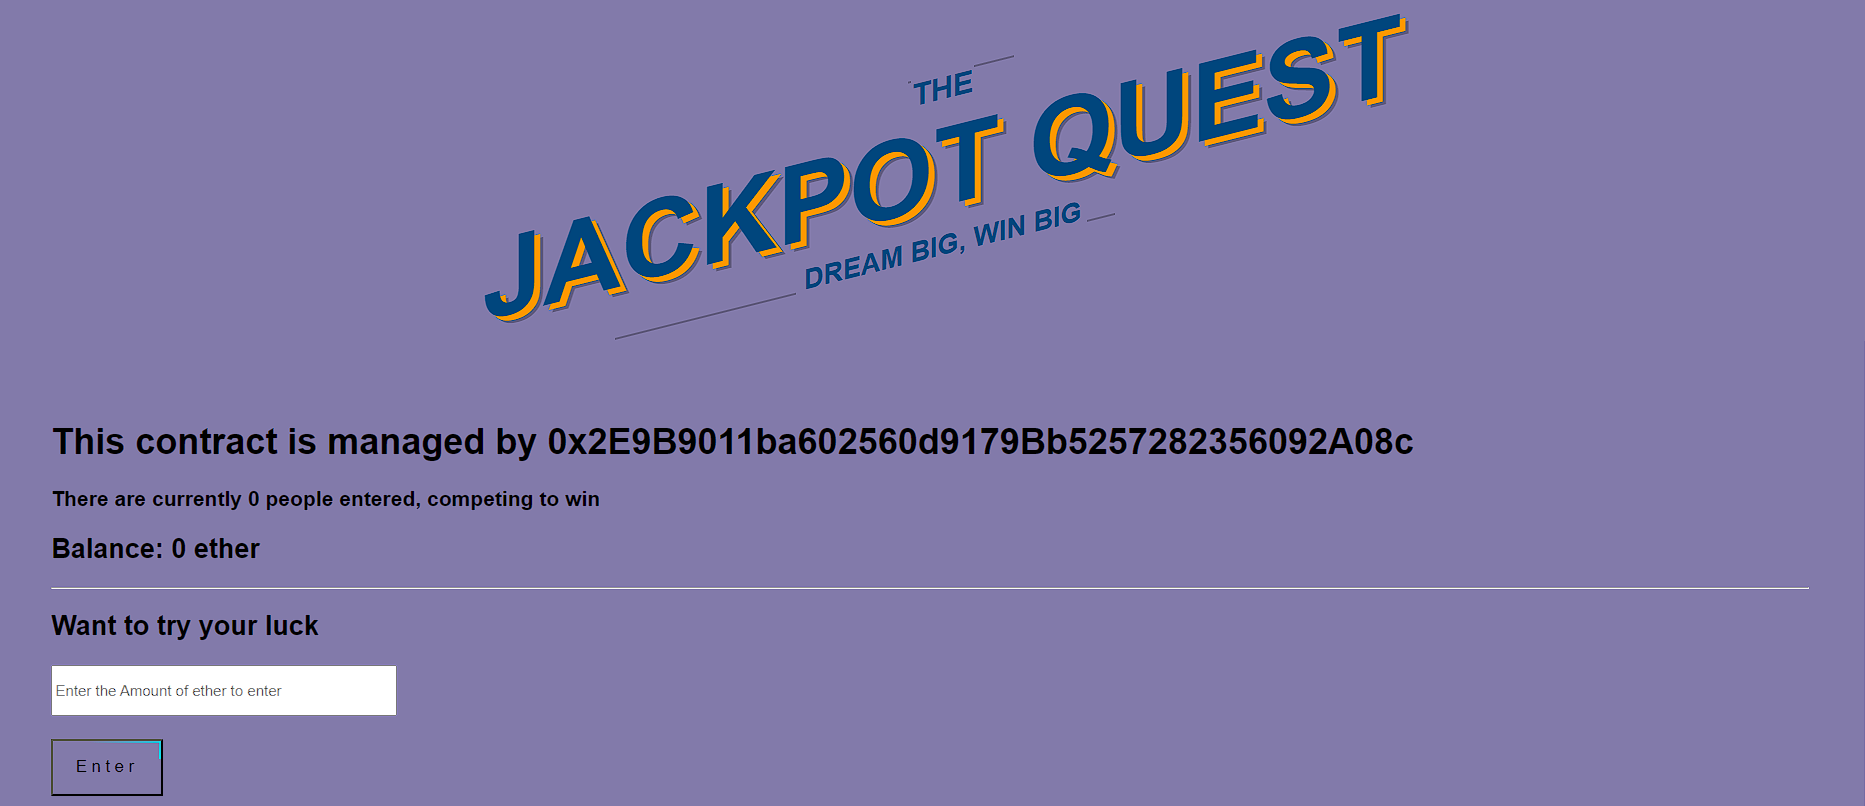 THE
JACKPOT QUEST
DREAM BIG, WIN BIG
This contract is managed by 0x2E9B9011ba602560d9179Bb5257282356092A08c
There are currently 0 people entered, competing to win
Balance: 0 ether
Want to try your luck
Enter the Amount of ether to enter
Enter